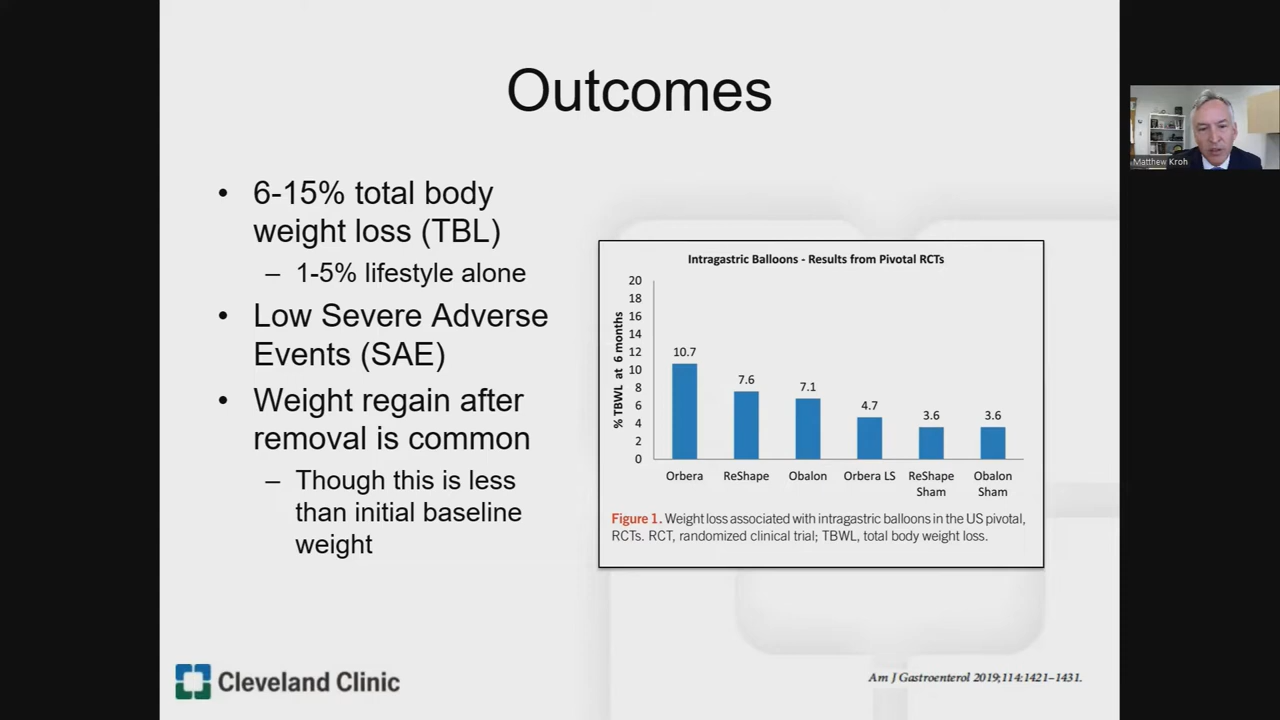 Outcomes
• 6-15% total body
weight loss (TBL)
– 1-5% lifestyle alone
• Low Severe Adverse
Events (SAE)
• Weight regain after
removal is common
– Though this is less
than initial baseline
weight
Intragastric Balloons - Results from Pivotal RCTs
% TBWL at 6 months
20
18
16
14
12
10
8
6
4
2
0
10.7
7.6
7.1
4.7
3.6
3.6
Orbera
ReShape
Obalon
Orbera LS
ReShape
Sham
Obalon
Sham
Figure 1. Weight loss associated with intragastric balloons in the US pivotal,
RCTs. RCT, randomized clinical trial; TBWL, total body weight loss.
Cleveland Clinic
Am J Gastroenterol 2019;114:1421–1431.
Matthew Kroh